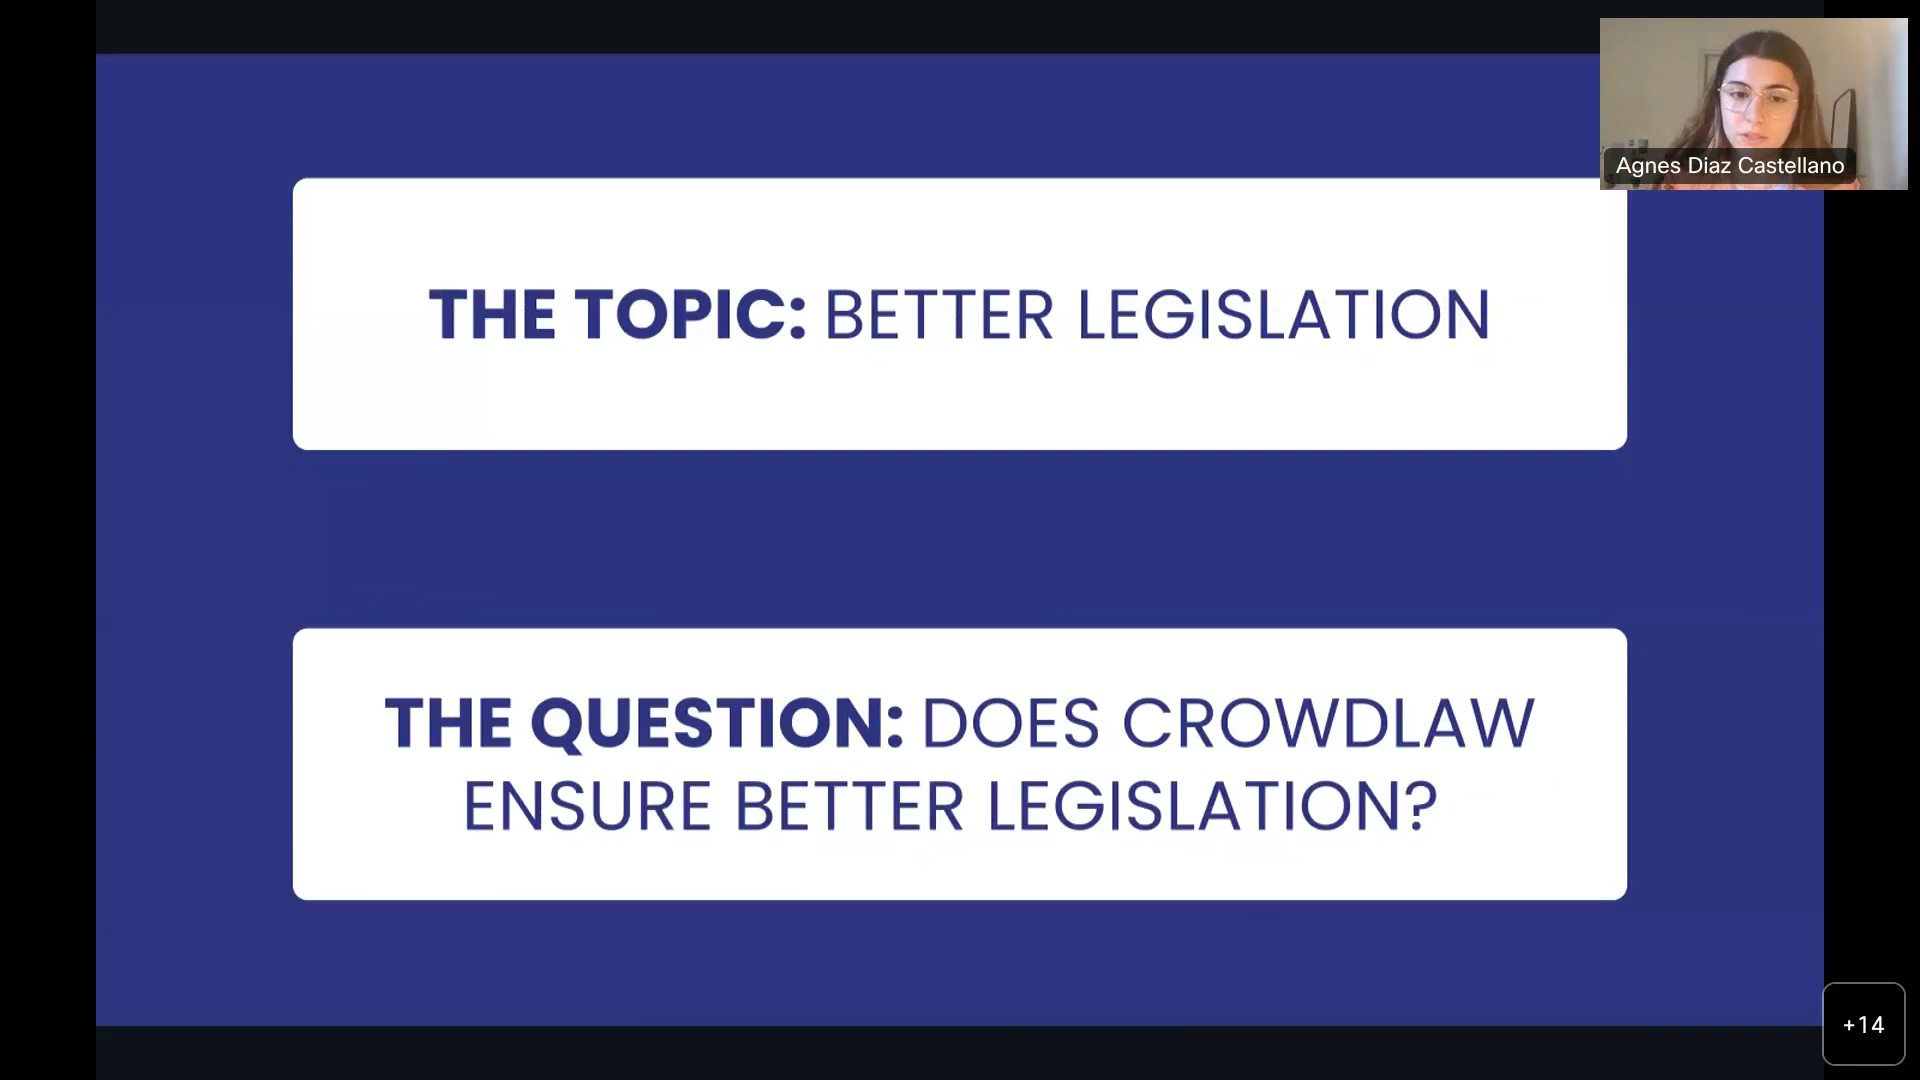 Agnes Diaz Castellano
THE TOPIC: BETTER LEGISLATION
THE QUESTION: DOES CROWDLAW
ENSURE BETTER LEGISLATION?
+14